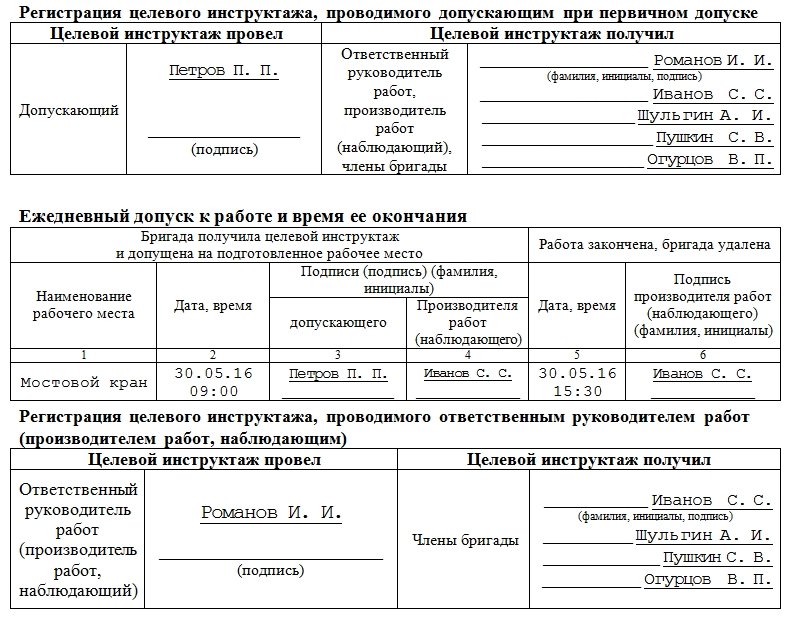 Регистрация целевого инструктажа, проводимого допускающим при первичном допуске
Целевой инструктаж провел
Целевой инструктаж получил
Допускающий
Петров П. П.
(подпись)
Ответственный
руководитель
работ,
производитель
работ
(наблюдающий),
члены бригады
Романов И. И.
(фамилия, инициалы, подпись)
Иванов С. С.
Шульгин А. И.
Пушкин С. В.
Огурцов В. П.
Ежедневный допуск к работе и время ее окончания
Бригада получила целевой инструктаж
и допущена на подготовленное рабочее место
Работа закончена, бригада удалена
Наименование
рабочего места
Дата, время
Подписи (подпись) (фамилия,
инициалы)
допускающего
Производителя
работ
(наблюдающего)
Дата, время
Подпись
производителя работ
(наблюдающего)
(фамилия, инициалы)
1 2 3 4 5 6
Мостовой кран
30.05.16
09:00
Петров П. П.
Иванов С. С.
30.05.16
15:30
Иванов С. С.
Регистрация целевого инструктажа, проводимого ответственным руководителем работ
(производителем работ, наблюдающим)
Целевой инструктаж провел
Целевой инструктаж получил
Ответственный
руководитель
работ
(производитель
работ,
наблюдающий)
Романов И. И.
(подпись)
Члены бригады
Иванов С. С.
(фамилия, инициалы, подпись)
Шульгин А. И.
Пушкин С. В.
Огурцов В. П.